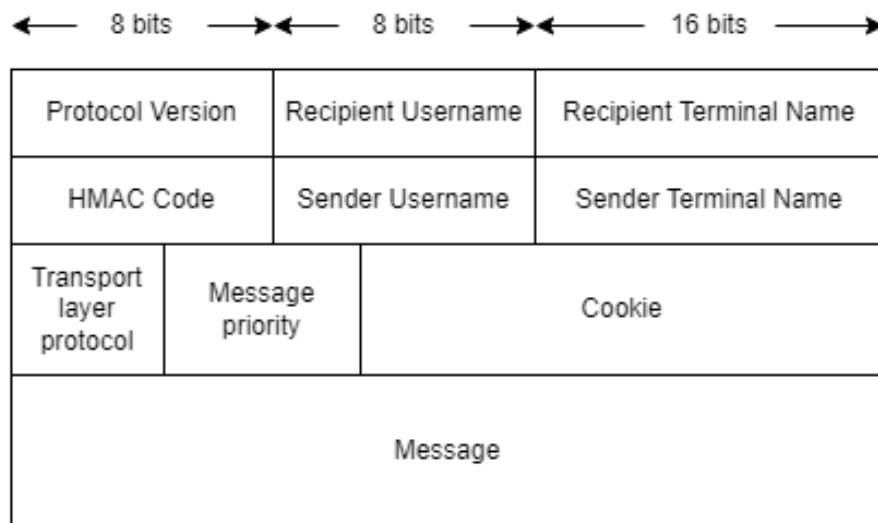 8 bits 8 bits 16 bits
Protocol Version Recipient Username Recipient Terminal Name
HMAC Code Sender Username Sender Terminal Name
Transport
layer
protocol
Message
priority
Cookie
Message